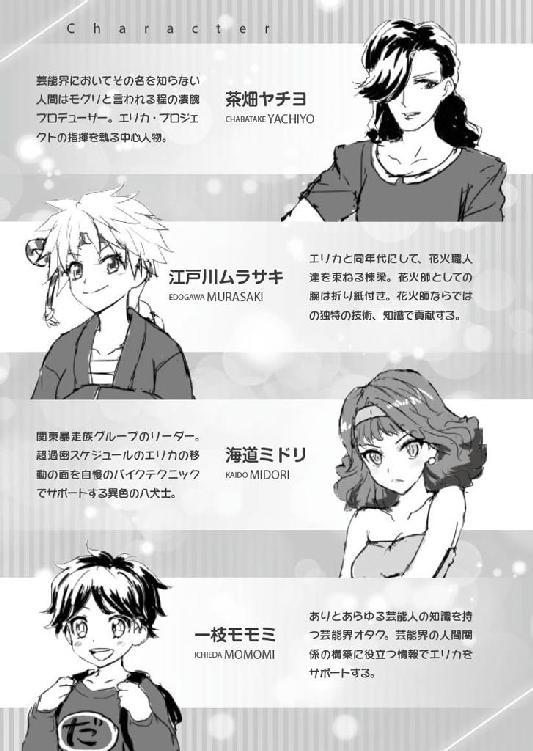 Character
芸能界においてその名を知らない
人間はモグリと言われる程の凄腕
プロデューサー。エリカ・プロジェ
クトの指揮を執る中心人物。
茶畑ヤチヨ
CHABATAKE YACHIYO
江戸川ムラサキ
EDOGAWA MURASAKI
エリカと同年代にして、花火職人
達を束ねる棟梁。花火師としての
腕は折り紙付き。花火師ならでは
の独特の技術、知識で貢献する。
関東暴走族グループのリーダー。
超過密スケジュールのエリカの移
動の面を自慢のバイクテクニック
でサポートする異色の八犬士。
海道ミドリ
KAIDO MIDORI
一枝モモミ
ICHIEDA MOMOMI
ありとあらゆる芸能人の知識を持
つ芸能界オタク。芸能界の人間関
係の構築に役立つ情報でエリカを
サポートする。
だ